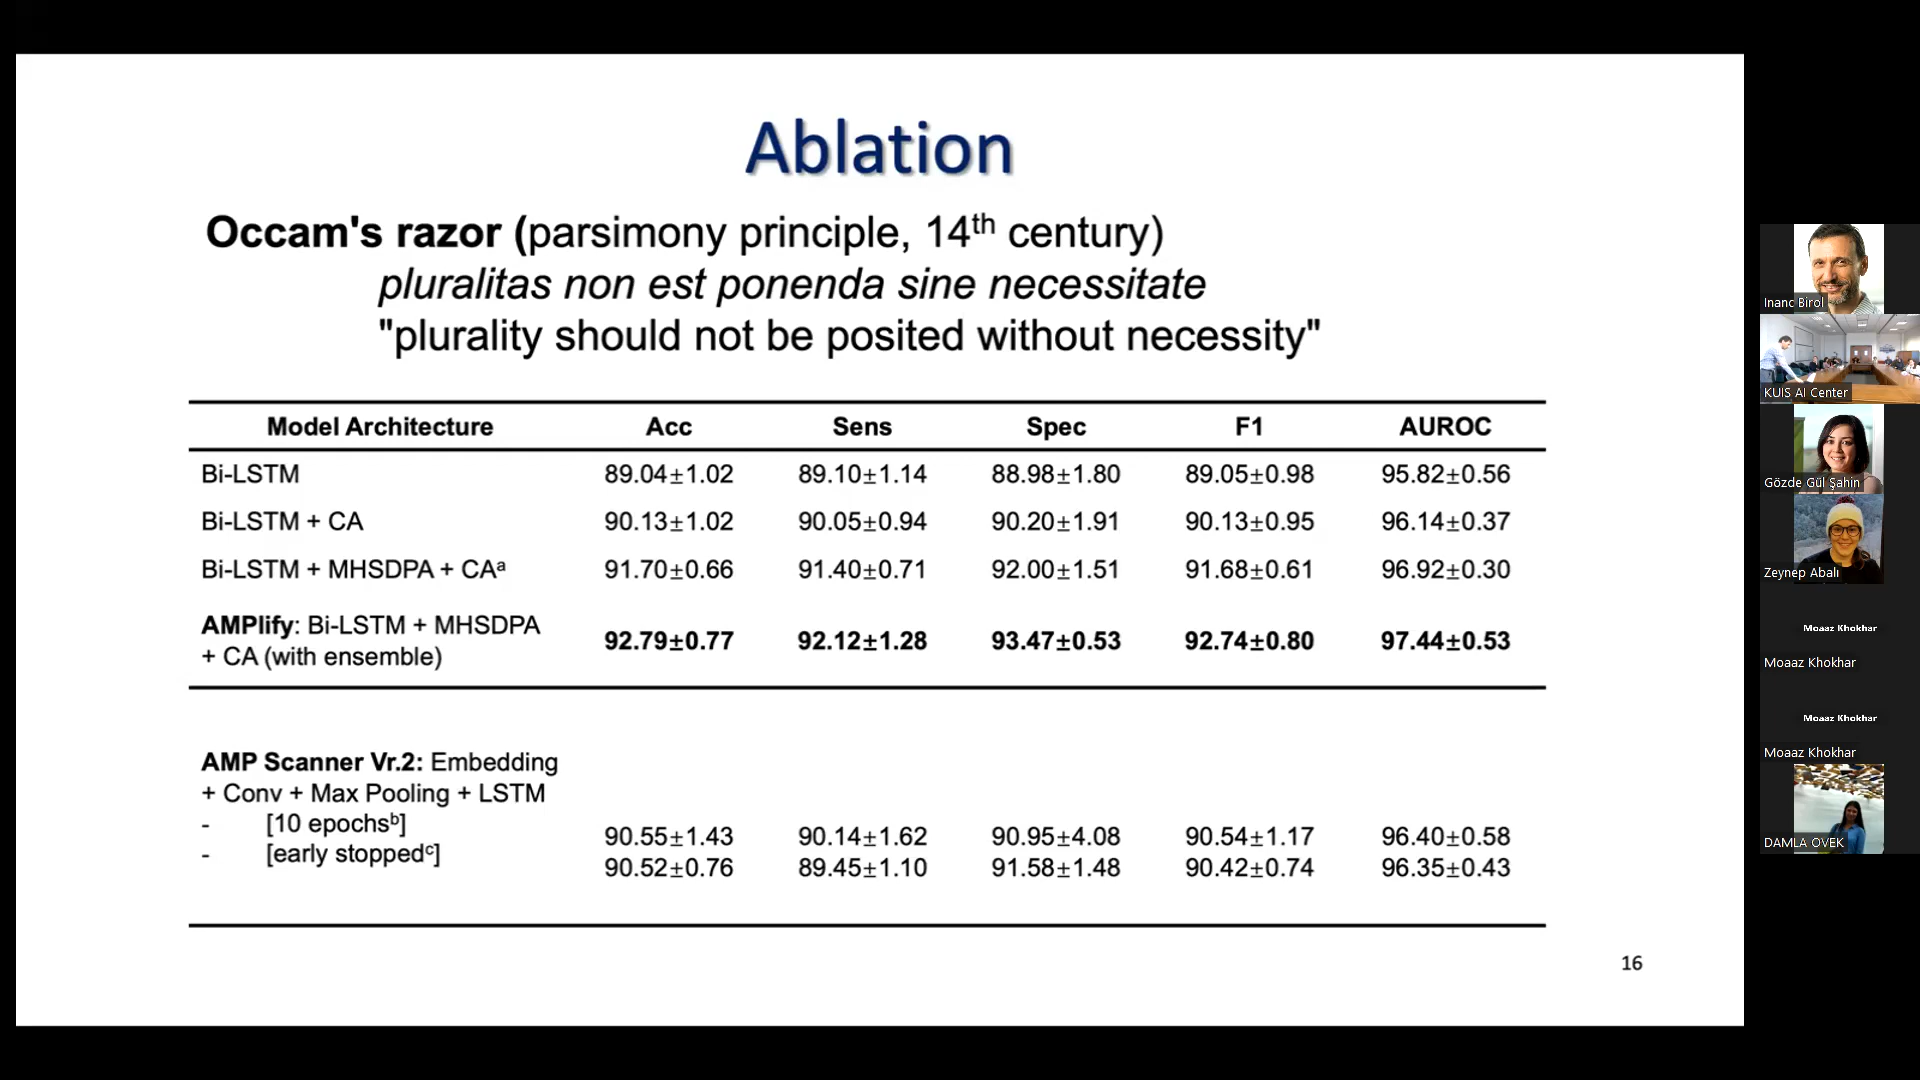 Ablation
Occam's razor (parsimony principle, 14th century)
pluralitas non est ponenda sine necessitate
"plurality should not be posited without necessity"
Model Architecture Acc Sens Spec F1 AUROC
Bi-LSTM 89.04±1.02 89.10±1.14 88.98±1.80 89.05±0.98 95.82±0.56
Bi-LSTM + CA 90.13±1.02 90.05±0.94 90.20±1.91 90.13±0.95 96.14±0.37
Bi-LSTM + MHSDPA + CAᵃ 91.70±0.66 91.40±0.71 92.00±1.51 91.68±0.61 96.92±0.30
AMPlify: Bi-LSTM + MHSDPA
+ CA (with ensemble) 92.79±0.77 92.12±1.28 93.47±0.53 92.74±0.80 97.44±0.53
AMP Scanner Vr.2: Embedding
+ Conv + Max Pooling + LSTM
- [10 epochsᵇ] 90.55±1.43 90.14±1.62 90.95±4.08 90.54±1.17 96.40±0.58
- [early stoppedᶜ] 90.52±0.76 89.45±1.10 91.58±1.48 90.42±0.74 96.35±0.43
16
Inanc Birol
KUIS AI Center
Gözde Gül Şahin
Zeynep Abalı
Moaaz Khokhar
Moaaz Khokhar
Moaaz Khokhar
Moaaz Khokhar
DAMLA OVEK